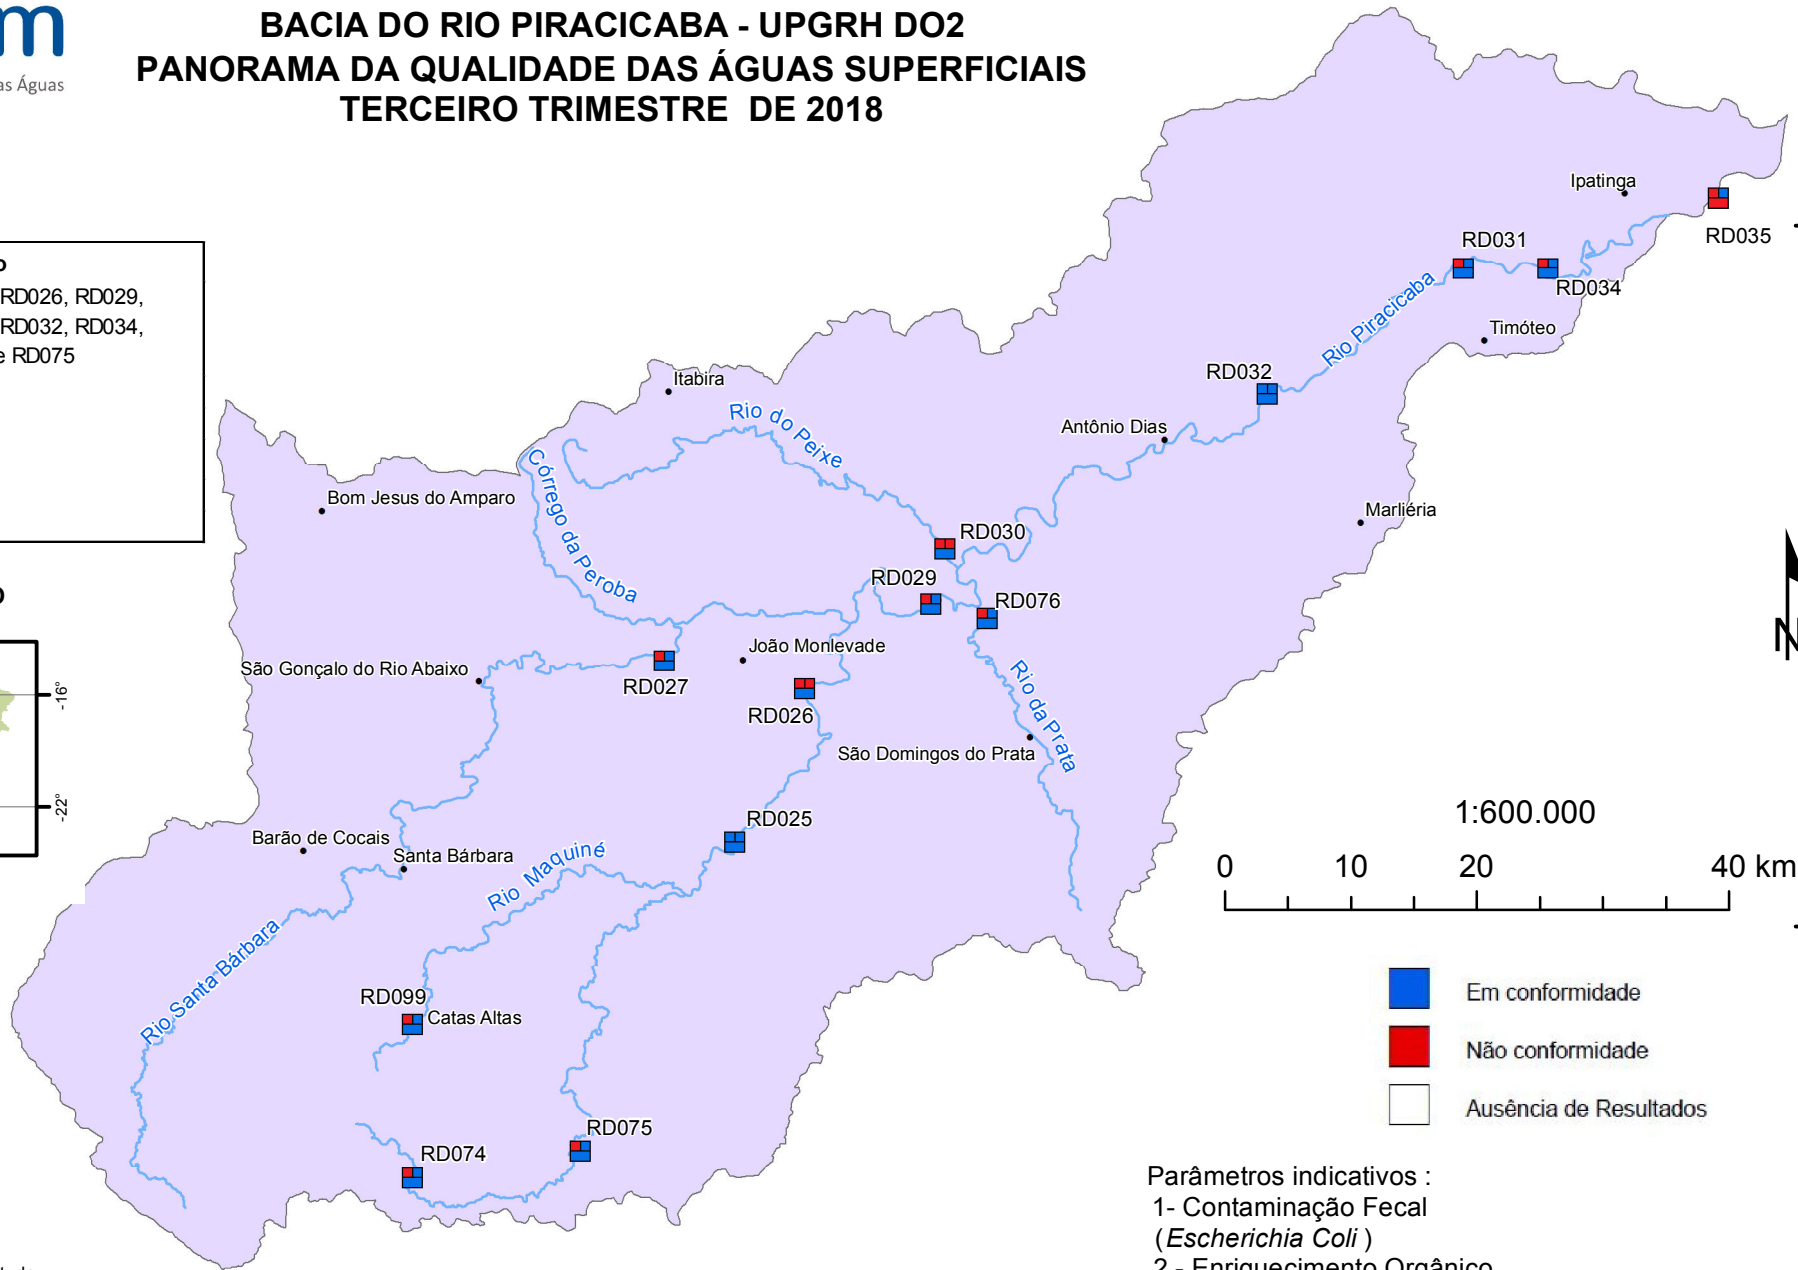 m
as Águas
BACIA DO RIO PIRACICABA - UPGRH DO2
PANORAMA DA QUALIDADE DAS ÁGUAS SUPERFICIAIS
TERCEIRO TRIMESTRE DE 2018
o
RD026, RD029,
RD032, RD034,
e RD075
Ipatinga
RD035
RD031
RD034
Rio Piracicaba
Timóteo
RD032
Itabira
Rio do Peixe
Antônio Dias
Córrego da Peroba
Bom Jesus do Amparo
Marliéria
RD030
RD029
RD076
N
João Monlevade
São Gonçalo do Rio Abaixo
RD027
RD026
Rio da Prata
São Domingos do Prata
-16°
-22°
RD025
Barão de Cocais
Santa Bárbara
Rio Maquiné
1:600.000
0 10 20 40 km
Rio Santa Bárbara
RD099
Catas Altas
Em conformidade
Não conformidade
Ausência de Resultados
RD075
RD074
Parâmetros indicativos :
1- Contaminação Fecal
(Escherichia Coli )
2 - Enriquecimento Orgânico